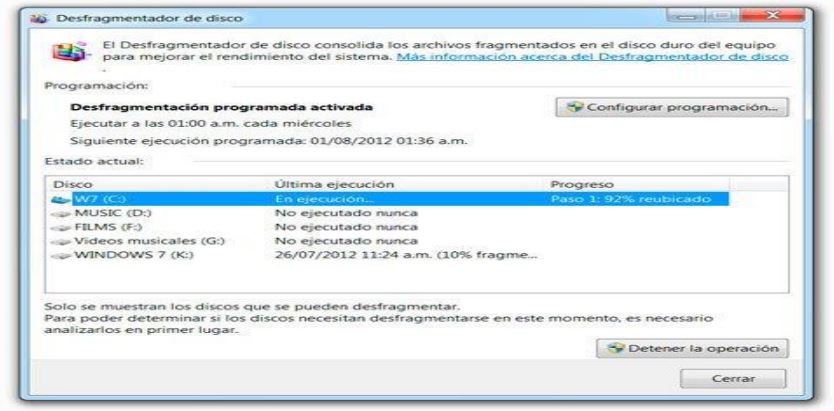 Desfragmentador de disco
El Desfragmentador de disco consolida los archivos fragmentados en el disco duro del equipo
para mejorar el rendimiento del sistema. Más información acerca del Desfragmentador de disco
.
Programación:
Desfragmentación programada activada
Configurar programación...
Ejecutar a las 01:00 a.m. cada miércoles
Siguiente ejecución programada: 01/08/2012 01:36 a.m.
Estado actual:
Disco Última ejecución Progreso
W7 (C:) En ejecución... Paso 1: 92% reubicado
MUSIC (D:) No ejecutado nunca
FILMS (F:) No ejecutado nunca
Videos musicales (G:) No ejecutado nunca
WINDOWS 7 (K:) 26/07/2012 11:24 a.m. (10% fragme...
Solo se muestran los discos que se pueden desfragmentar.
Para poder determinar si los discos necesitan desfragmentarse en este momento, es necesario
analizarlos en primer lugar.
Detener la operación
Cerrar